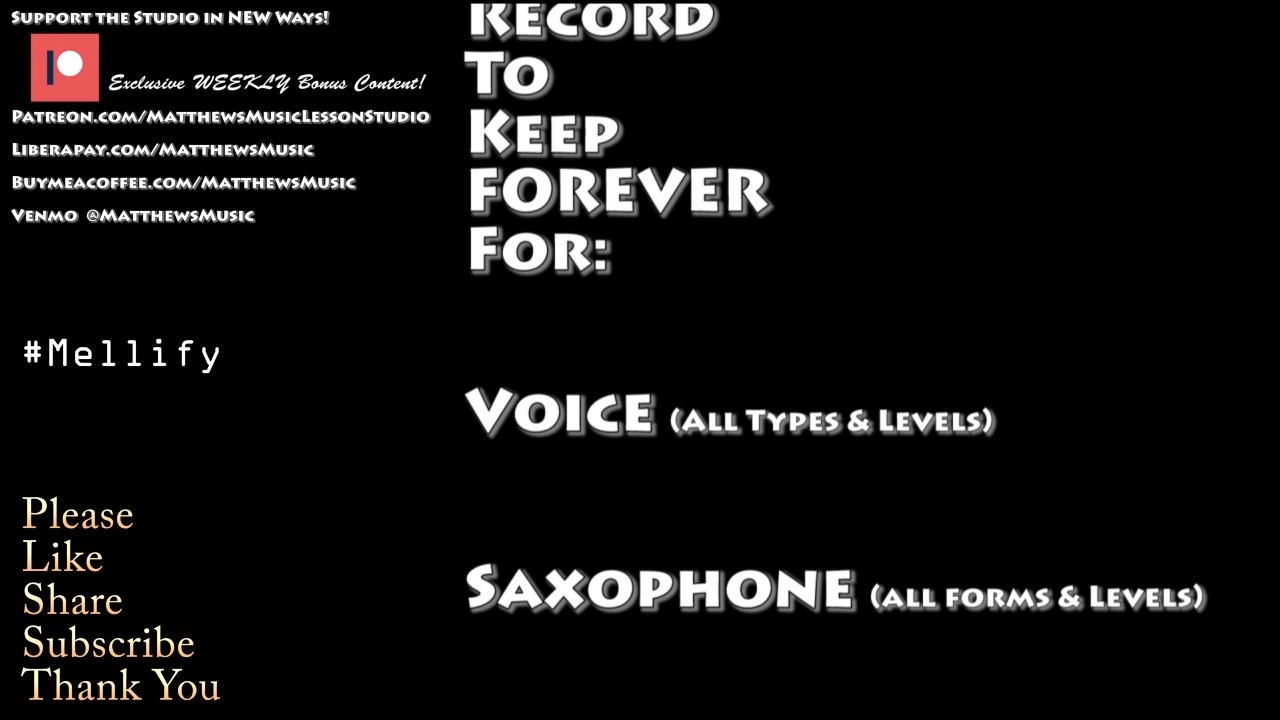 Support the Studio in NEW Ways!
Exclusive WEEKLY Bonus Content!
Patreon.com/MatthewsMusicLessonStudio
Liberapay.com/MatthewsMusic
Buymeacoffee.com/MatthewsMusic
Venmo @MatthewsMusic
#Mellify
Please
Like
Share
Subscribe
Thank You
Record
To
Keep
FOREVER
For:
Voice (All Types & Levels)
Saxophone (all forms & Levels)